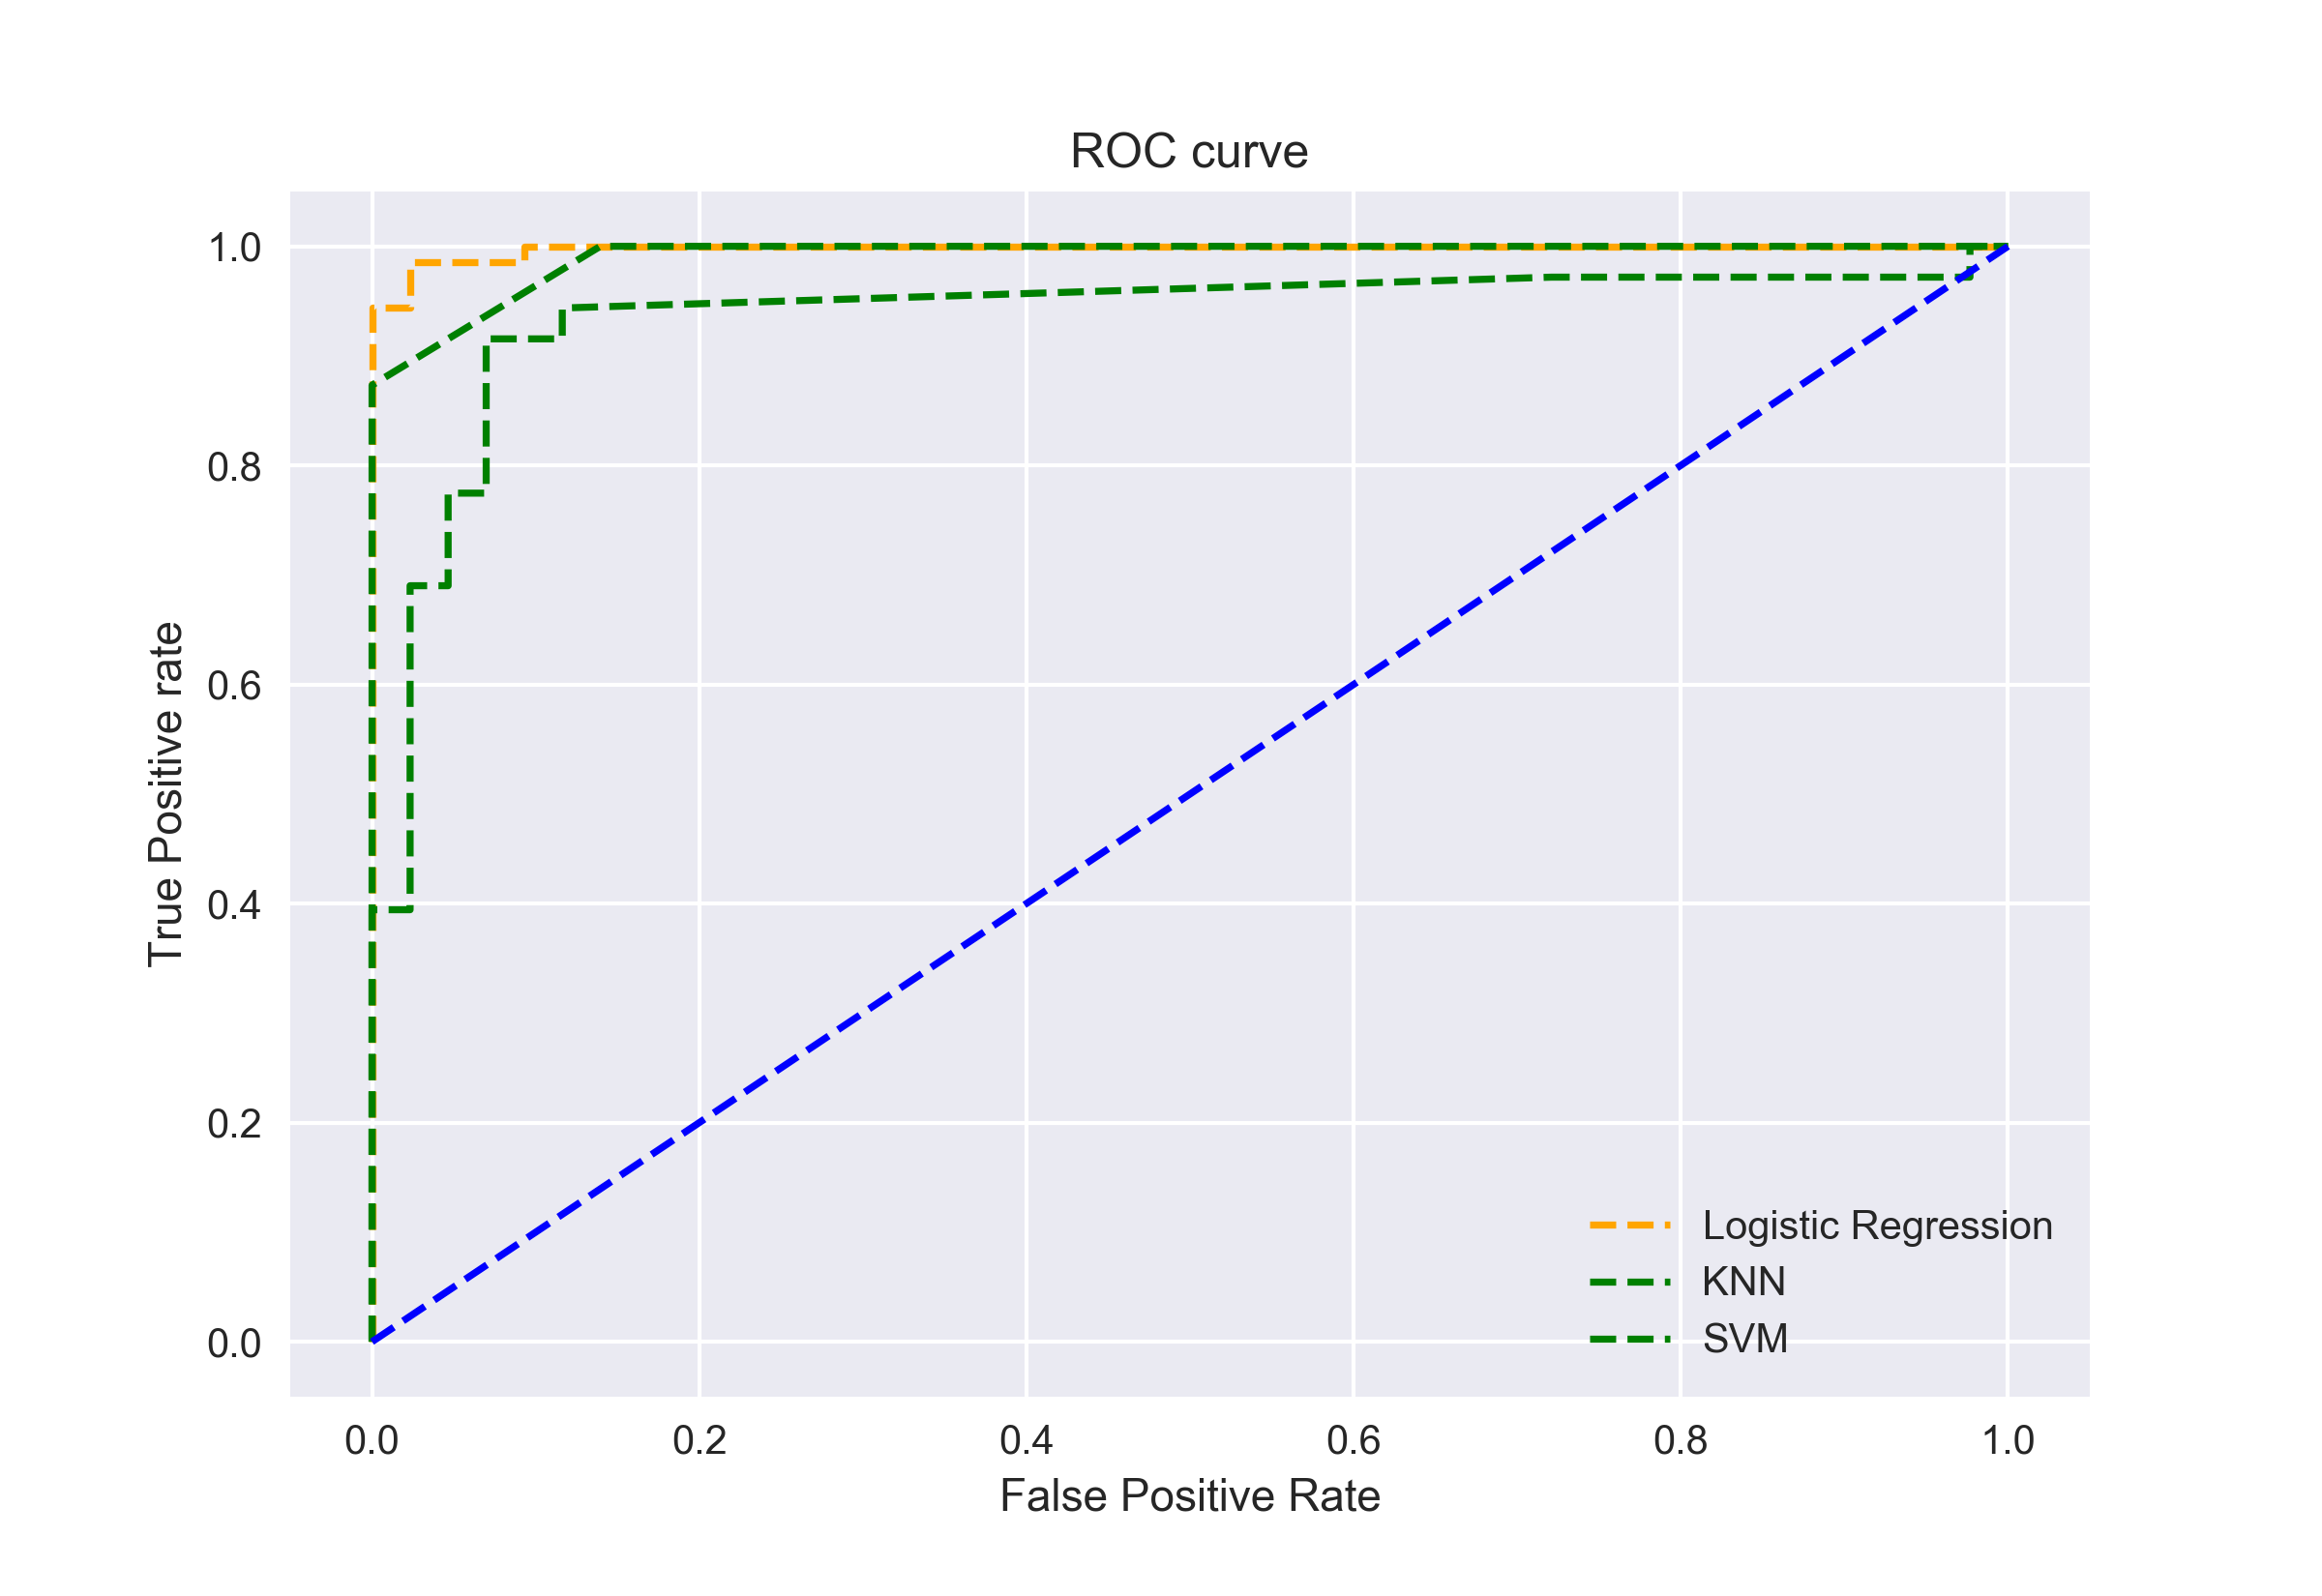 ROC curve
1.0
0.8
0.6
0.4
0.2
0.0
True Positive rate
Logistic Regression
KNN
SVM
0.0 0.2 0.4 0.6 0.8 1.0
False Positive Rate